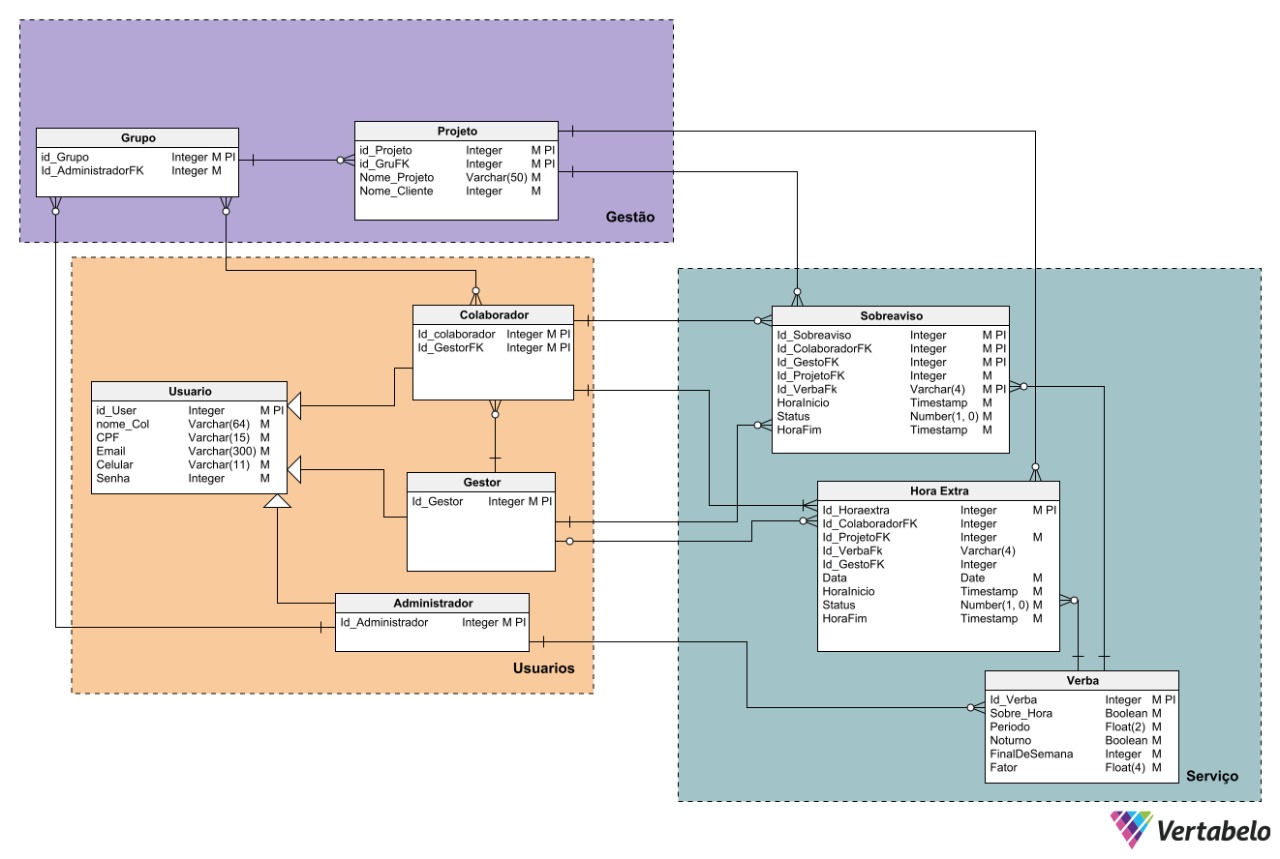 Grupo
id_Grupo Integer M PI
Id_AdministradorFK Integer M
Projeto
id_Projeto Integer M PI
id_GruFK Integer M PI
Nome_Projeto Varchar(50) M
Nome_Cliente Integer M
Gestão
Colaborador
Id_colaborador Integer M PI
Id_GestorFK Integer M PI
Usuario
id_User Integer M PI
nome_Col Varchar(64) M
CPF Varchar(15) M
Email Varchar(300) M
Celular Varchar(11) M
Senha Integer M
Gestor
Id_Gestor Integer M PI
Administrador
Id_Administrador Integer M PI
Usuarios
Sobreaviso
Id_Sobreaviso Integer M PI
Id_ColaboradorFK Integer M PI
Id_GestoFK Integer M PI
Id_ProjetoFK Integer M
Id_VerbaFk Varchar(4) M PI
HoraInicio Timestamp M
Status Number(1, 0) M
HoraFim Timestamp M
Hora Extra
Id_Horaextra Integer M PI
Id_ColaboradorFK Integer
Id_ProjetoFK Integer M
Id_VerbaFk Varchar(4)
Id_GestoFK Integer
Data Date M
HoraInicio Timestamp M
Status Number(1, 0) M
HoraFim Timestamp M
Verba
Id_Verba Integer M PI
Sobre_Hora Boolean M
Periodo Float(2) M
Noturno Boolean M
FinalDeSemana Integer M
Fator Float(4) M
Serviço
Vertabelo